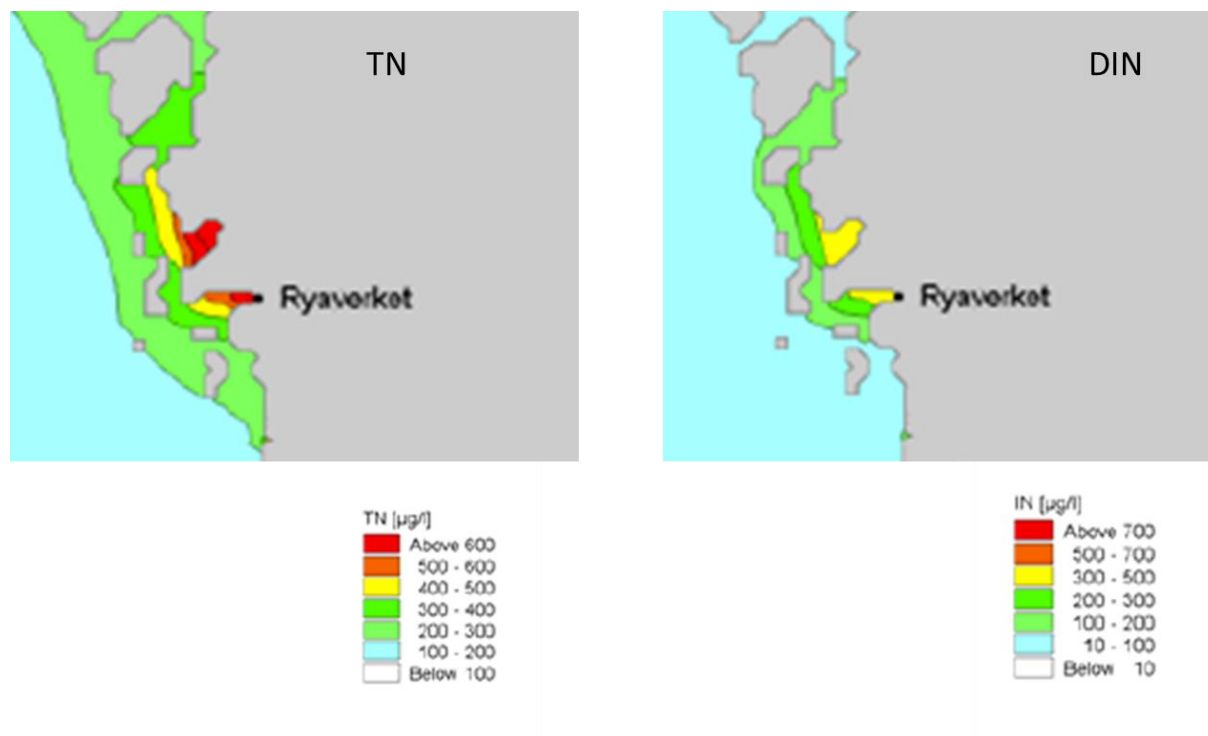 TN
DIN
Ryaverket
Ryaverket
TN [µg/l]
Above 600
500 - 600
400 - 500
300 - 400
200 - 300
100 - 200
Below 100
IN [µg/l]
Above 700
500 - 700
300 - 500
200 - 300
100 - 200
10 - 100
Below 10